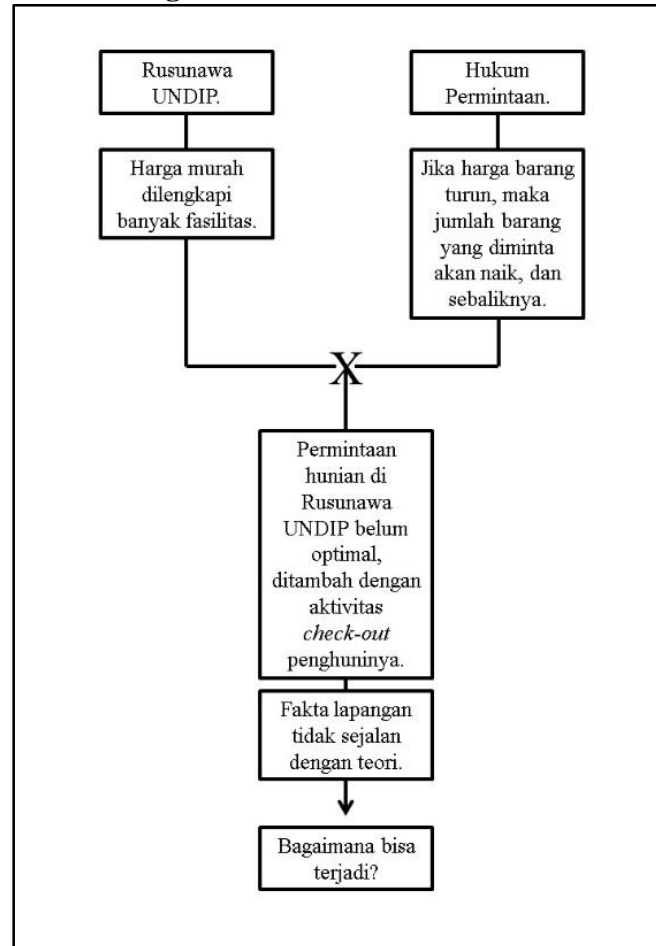 Rusunawa
UNDIP.
Hukum
Permintaan.
Harga murah
dilengkapi
banyak fasilitas.
Jika harga barang
turun, maka
jumlah barang
yang diminta
akan naik, dan
sebaliknya.
X
Permintaan
hunian di
Rusunawa
UNDIP belum
optimal,
ditambah dengan
aktivitas
check-out
penghuninya.
Fakta lapangan
tidak sejalan
dengan teori.
Bagaimana bisa
terjadi?